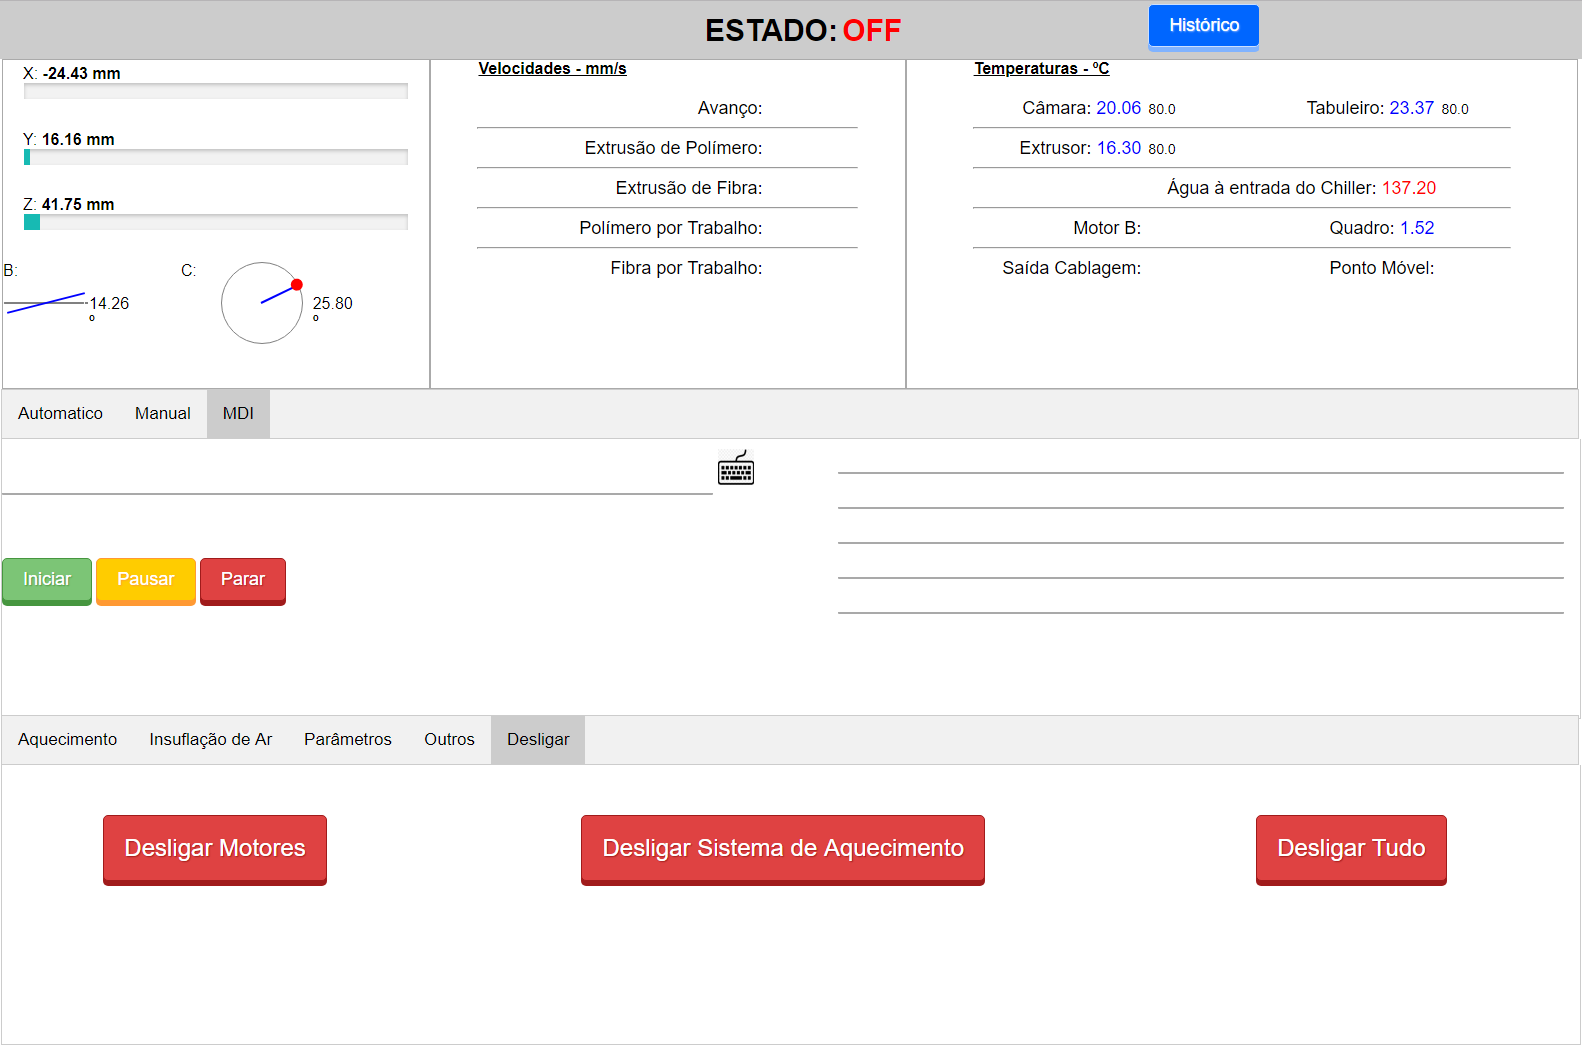 ESTADO: OFF
Histórico
X: -24.43 mm
Y: 16.16 mm
Z: 41.75 mm
B:
14.26
º
C:
25.80
º
Velocidades - mm/s
Avanço:
Extrusão de Polímero:
Extrusão de Fibra:
Polímero por Trabalho:
Fibra por Trabalho:
Temperaturas - ºC
Câmara: 20.06 80.0 Tabuleiro: 23.37 80.0
Extrusor: 16.30 80.0
Água à entrada do Chiller: 137.20
Motor B: Quadro: 1.52
Saída Cablagem: Ponto Móvel:
Automatico Manual MDI
Iniciar Pausar Parar
Aquecimento Insuflação de Ar Parâmetros Outros Desligar
Desligar Motores Desligar Sistema de Aquecimento Desligar Tudo